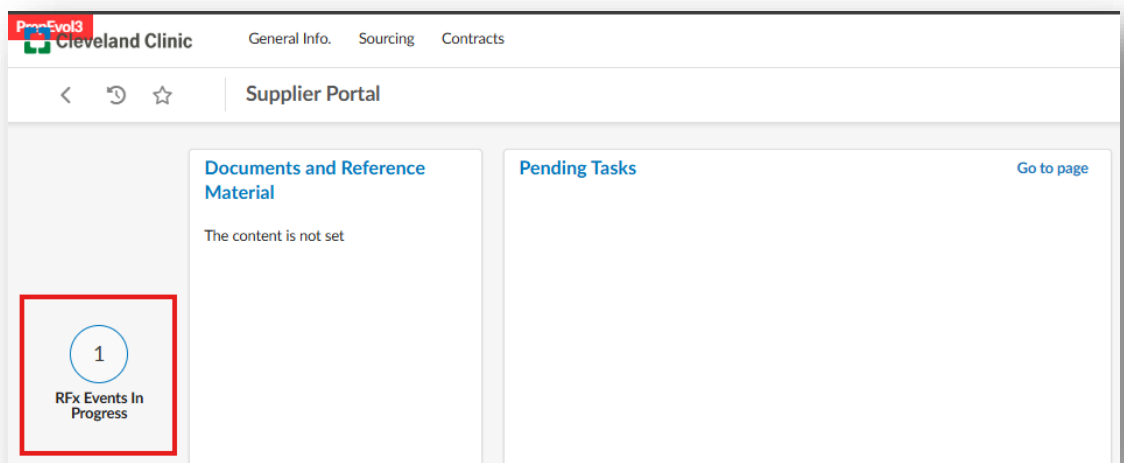 PropEvol3
Cleveland Clinic
General Info. Sourcing Contracts
Supplier Portal
Documents and Reference
Material
The content is not set
Pending Tasks
Go to page
1
RFx Events In
Progress